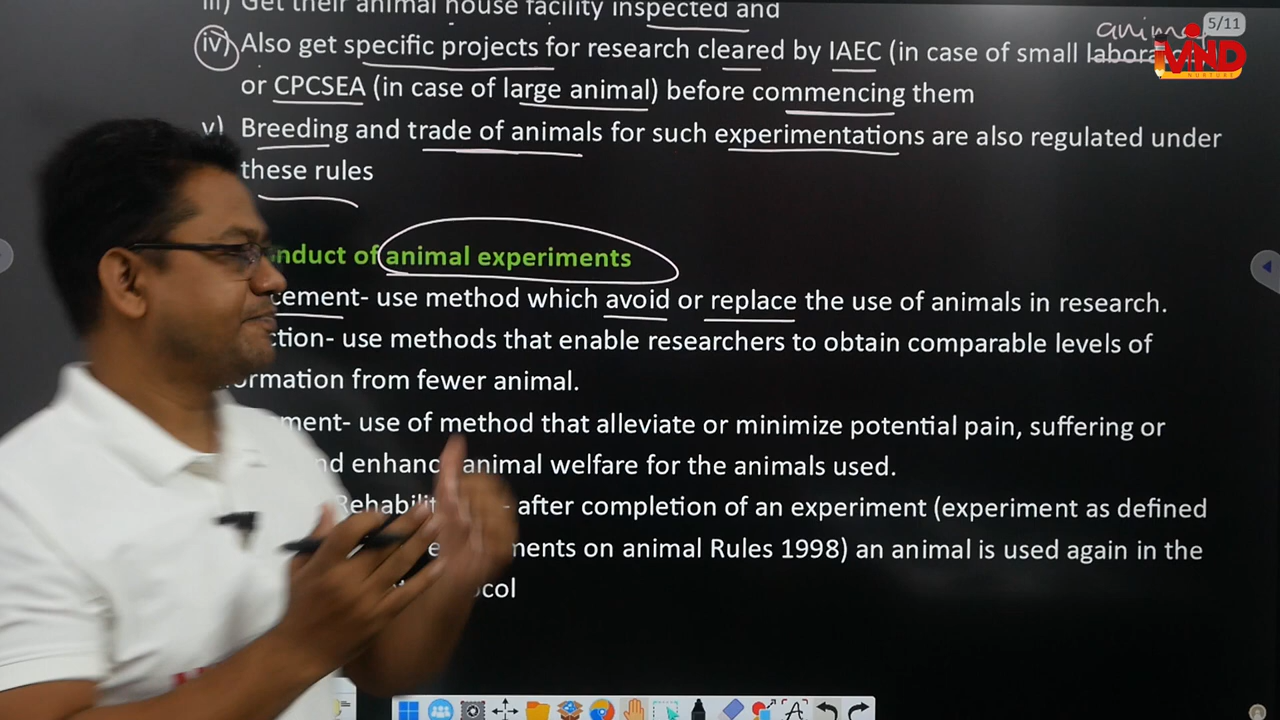 iii) Get their animal house facility inspected and
animal
5/11
iv) Also get specific projects for research cleared by IAEC (in case of small
MIND
NURTURE
or CPCSEA (in case of large animal) before commencing them
v) Breeding and trade of animals for such experimentations are also regulated under
these rules
nduct of animal experiments
cement- use method which avoid or replace the use of animals in research.
ction- use methods that enable researchers to obtain comparable levels of
ormation from fewer animal.
ment- use of method that alleviate or minimize potential pain, suffering or
nd enhanc animal welfare for the animals used.
Rehabilit - after completion of an experiment (experiment as defined
ments on animal Rules 1998) an animal is used again in the
ocol